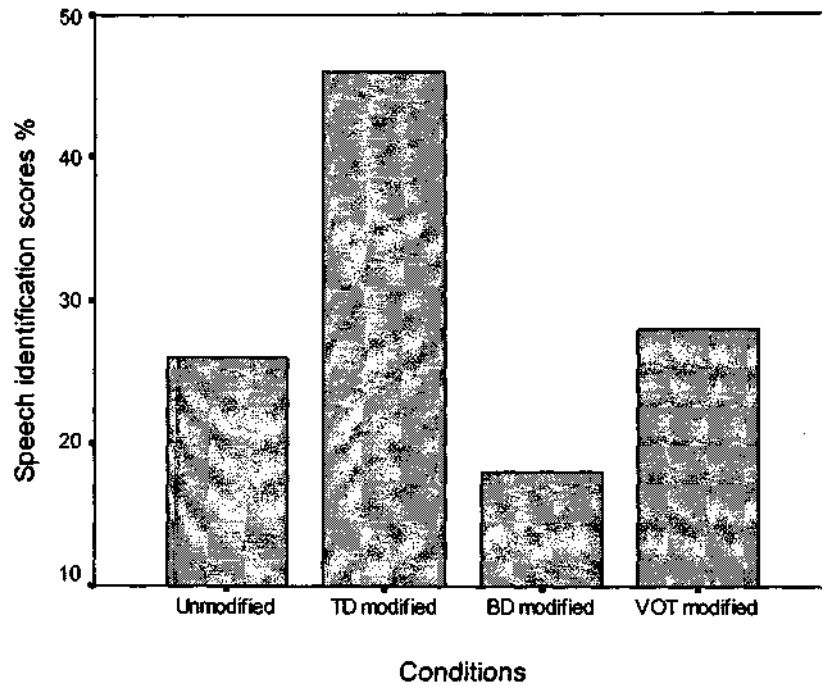 50
40
30
20
10
Speech identification scores %
Unmodified
TD modified
BD modified
VOT modified
Conditions